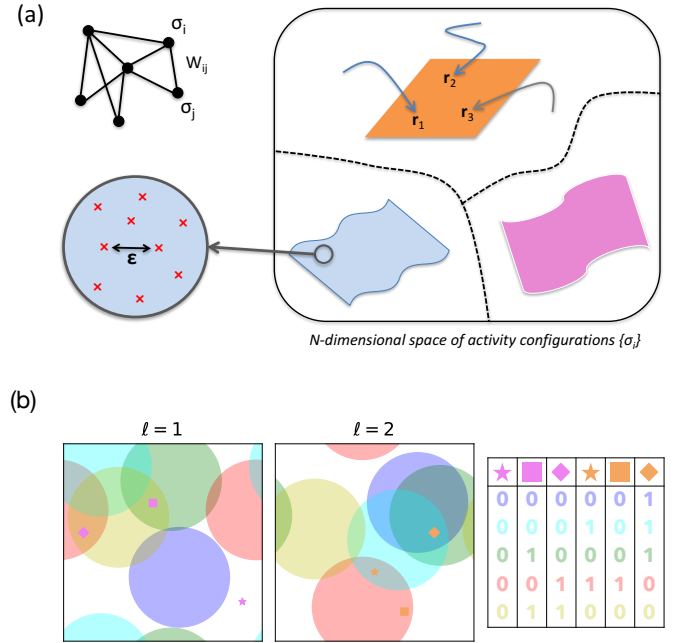 (a)
σi
Wij
σj
r1
r2
r3
ε
N-dimensional space of activity configurations {σi}
(b)
ℓ = 1
ℓ = 2
0 0 0 0 0 1
0 0 0 1 0 1
0 1 0 0 0 1
0 0 1 1 1 0
0 1 1 0 0 0